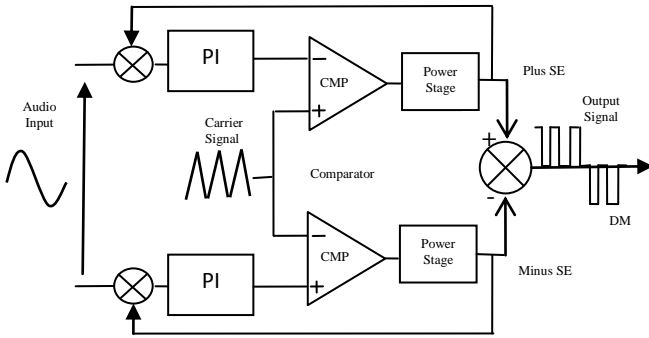 PI
CMP
Power
Stage
Plus SE
Audio
Input
Carrier
Signal
Output
Signal
Comparator
DM
PI
CMP
Power
Stage
Minus SE
− + + - − +